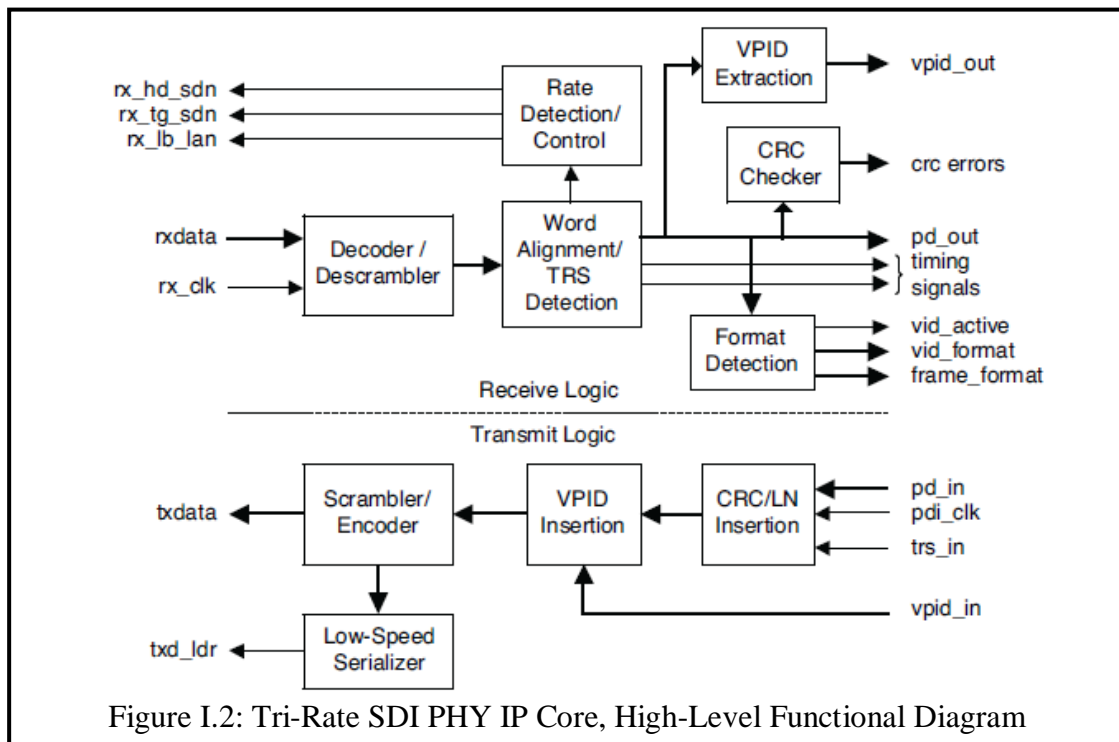 VPID
Extraction
vpid_out
rx_hd_sdn
rx_tg_sdn
rx_lb_lan
Rate
Detection/
Control
CRC
Checker
crc errors
rxdata
rx_clk
Decoder /
Descrambler
Word
Alignment/
TRS
Detection
pd_out
timing
signals
Format
Detection
vid_active
vid_format
frame_format
Receive Logic
Transmit Logic
txdata
Scrambler/
Encoder
VPID
Insertion
CRC/LN
Insertion
pd_in
pdi_clk
trs_in
vpid_in
txd_ldr
Low-Speed
Serializer
Figure I.2: Tri-Rate SDI PHY IP Core, High-Level Functional Diagram